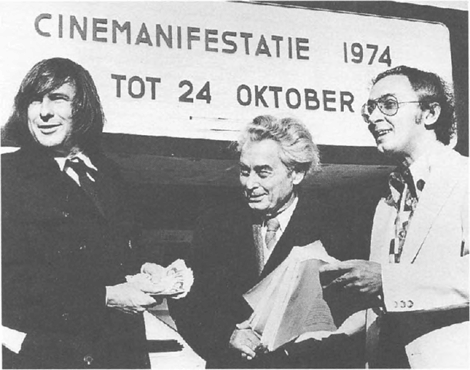 CINEMANIFESTATIE 1974
TOT 24 OKTOBER